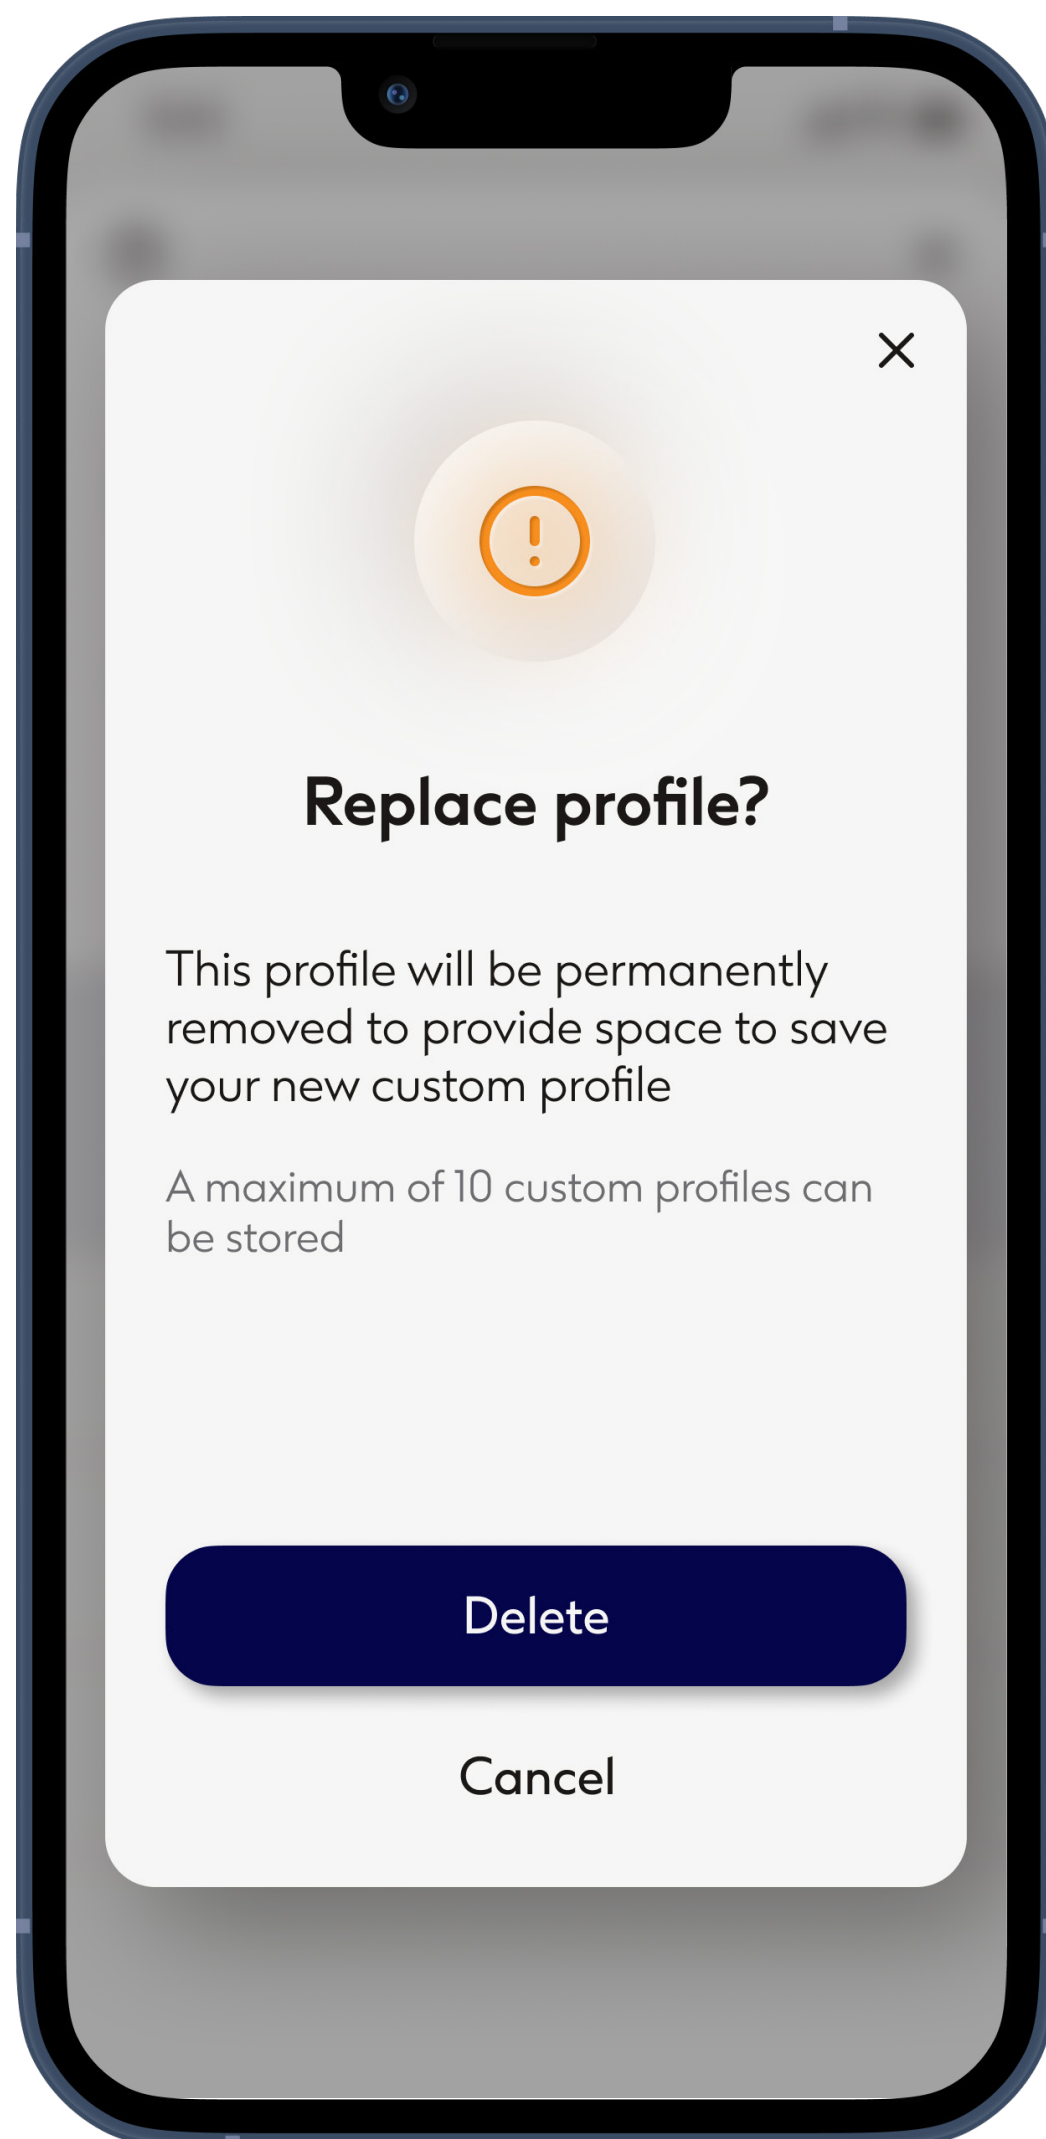 Replace profile?
This profile will be permanently
removed to provide space to save
your new custom profile
A maximum of 10 custom profiles can
be stored
Delete
Cancel